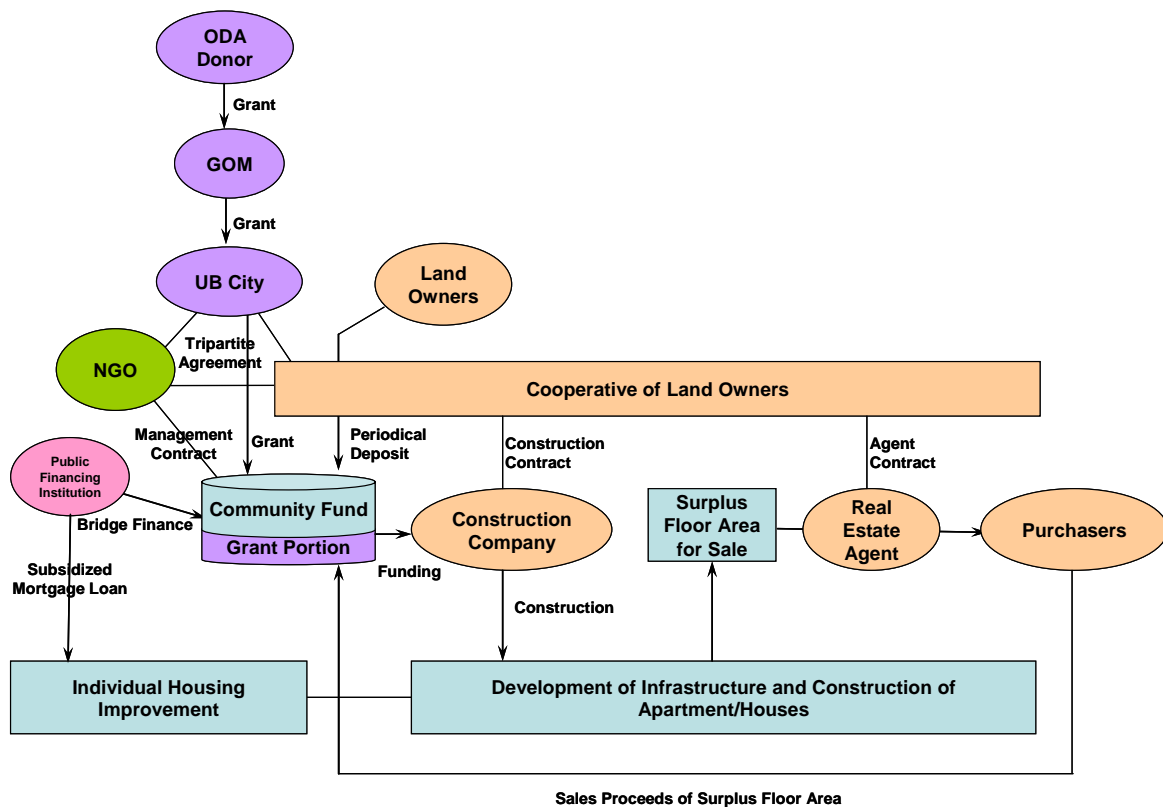 ODA
Donor
Grant
GOM
Grant
UB City
Land
Owners
Tripartite
Agreement
NGO
Cooperative of Land Owners
Management
Contract
Grant
Periodical
Deposit
Construction
Contract
Agent
Contract
Public
Financing
Institution
Bridge Finance
Community Fund
Grant Portion
Funding
Construction
Company
Surplus
Floor Area
for Sale
Real
Estate
Agent
Purchasers
Subsidized
Mortgage Loan
Construction
Individual Housing
Improvement
Development of Infrastructure and Construction of
Apartment/Houses
Sales Proceeds of Surplus Floor Area